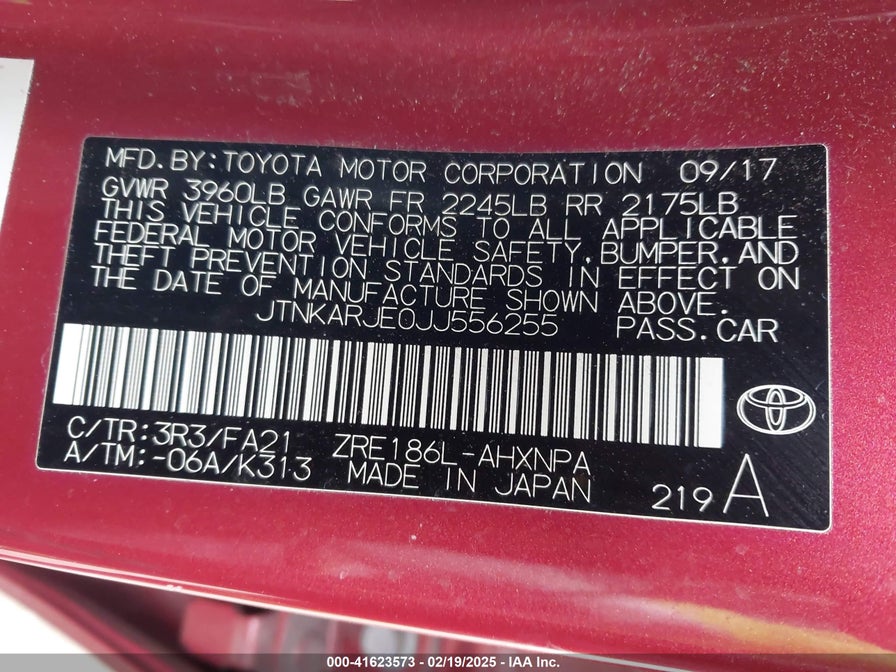 MFD. BY: TOYOTA MOTOR CORPORATION 09/17
GVWR 3960LB GAWR FR 2245LB RR 2175LB
THIS VEHICLE CONFORMS TO ALL APPLICABLE
FEDERAL MOTOR VEHICLE SAFETY, BUMPER, AND
THEFT PREVENTION STANDARDS IN EFFECT ON
THE DATE OF MANUFACTURE SHOWN ABOVE.
JTNKARJE0JJ556255 PASS. CAR
C/TR: 3R3/FA21 ZRE186L-AHXNPA
A/TM: -06A/K313 MADE IN JAPAN 219 A
000-41623573 - 02/19/2025 - IAA Inc.